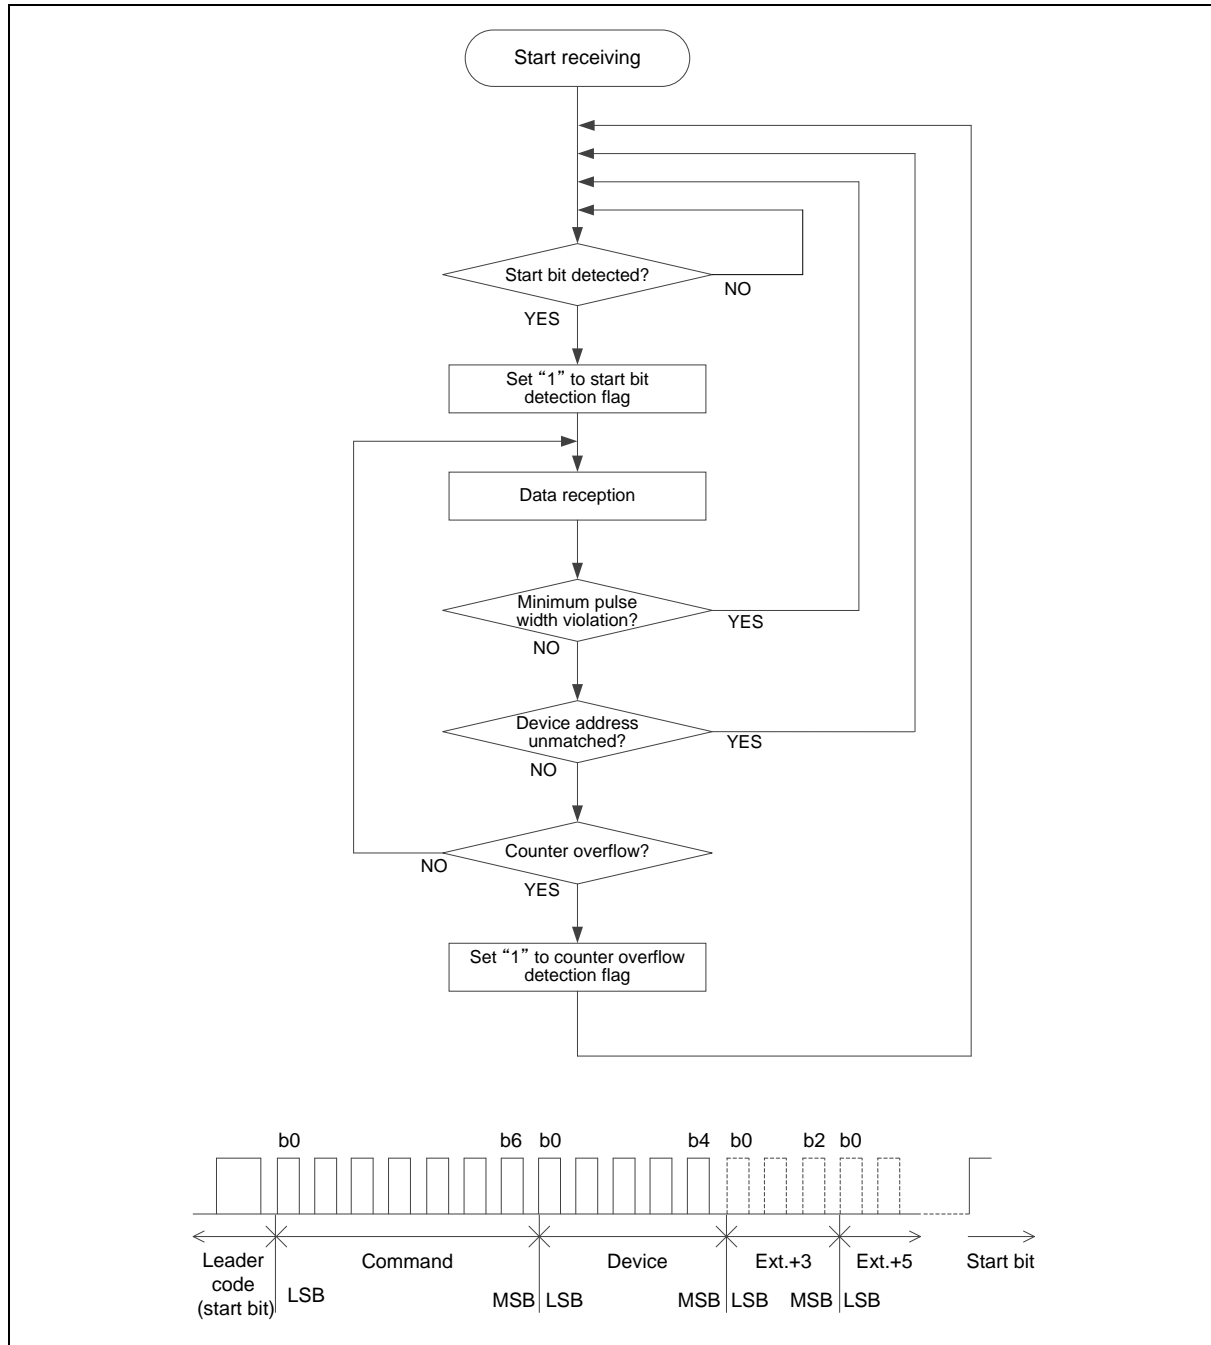 Start receiving
Start bit detected?
NO
YES
Set “1” to start bit
detection flag
Data reception
Minimum pulse
width violation?
YES
NO
Device address
unmatched?
YES
NO
Counter overflow?
NO
YES
Set “1” to counter overflow
detection flag
b0 b6 b0 b4 b0 b2 b0
Leader
code
(start bit)
Command
Device
Ext.+3
Ext.+5
Start bit
LSB MSB LSB MSB LSB MSB LSB